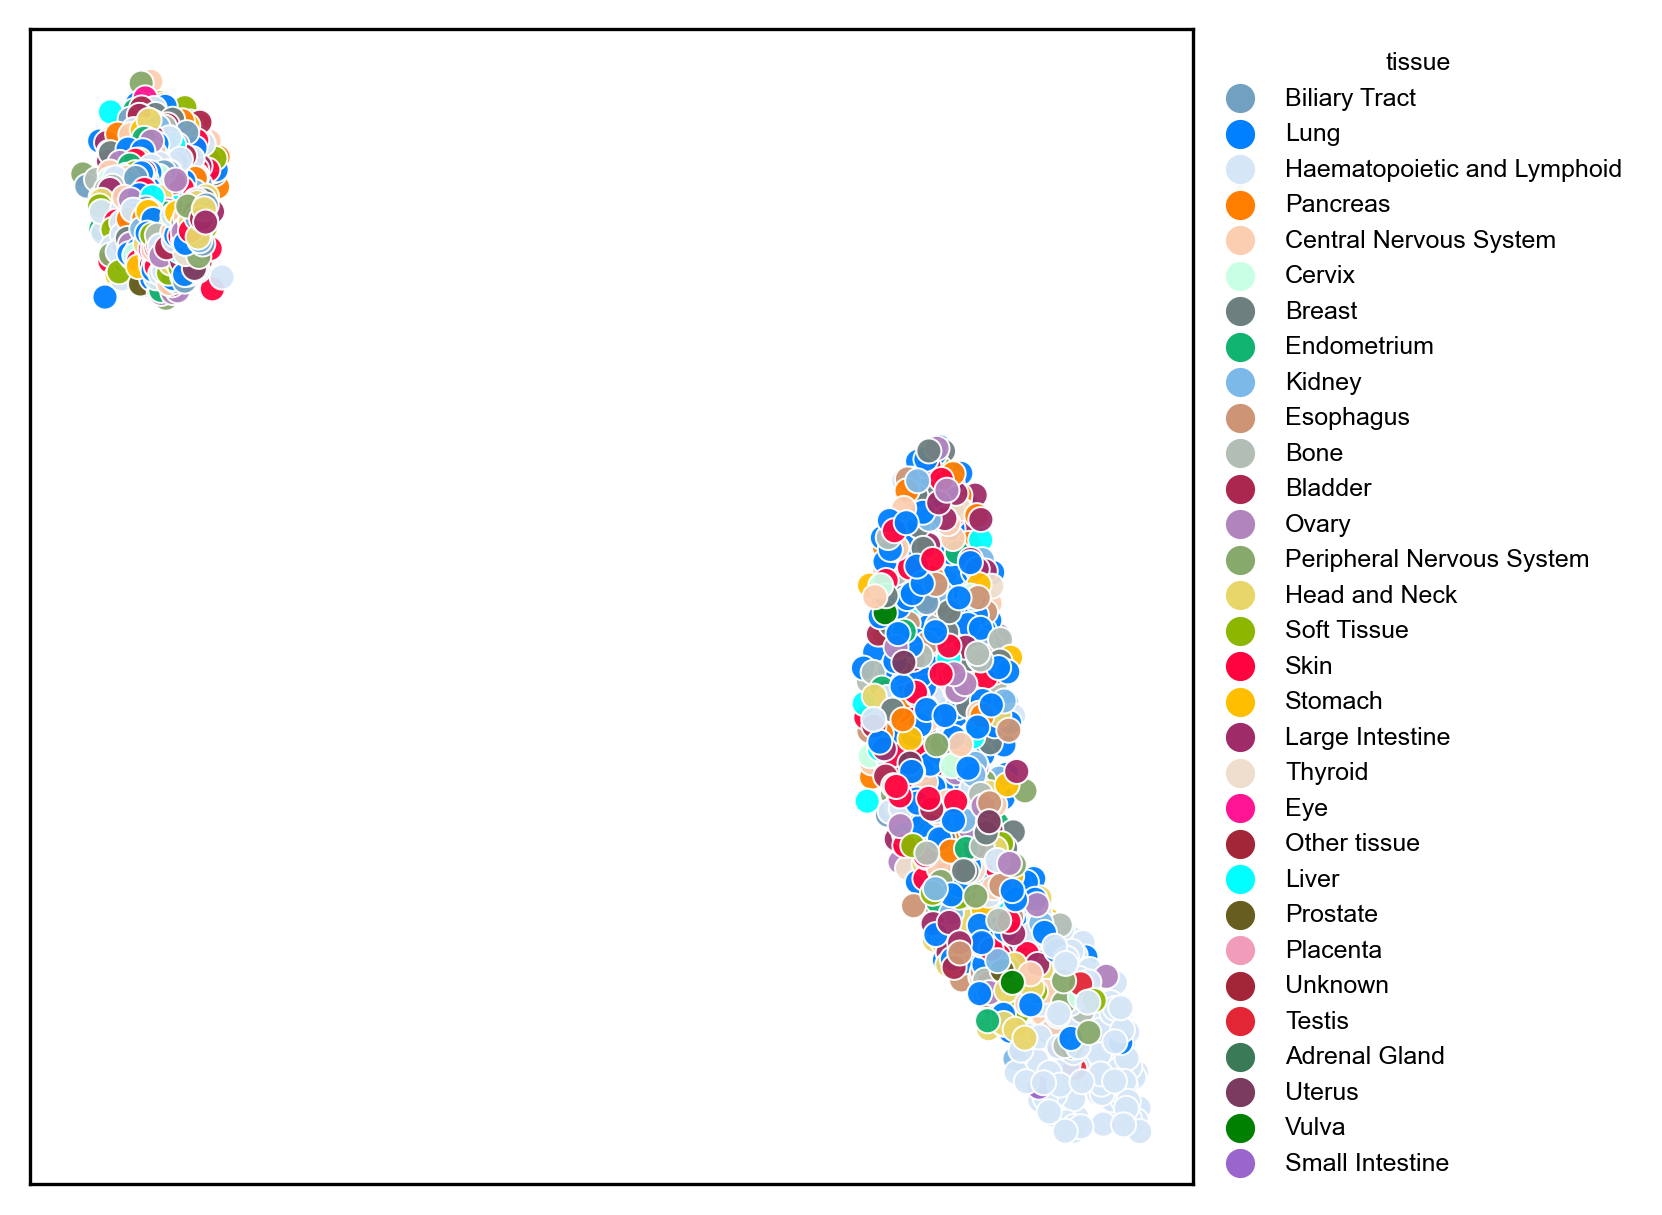 tissue
Biliary Tract
Lung
Haematopoietic and Lymphoid
Pancreas
Central Nervous System
Cervix
Breast
Endometrium
Kidney
Esophagus
Bone
Bladder
Ovary
Peripheral Nervous System
Head and Neck
Soft Tissue
Skin
Stomach
Large Intestine
Thyroid
Eye
Other tissue
Liver
Prostate
Placenta
Unknown
Testis
Adrenal Gland
Uterus
Vulva
Small Intestine